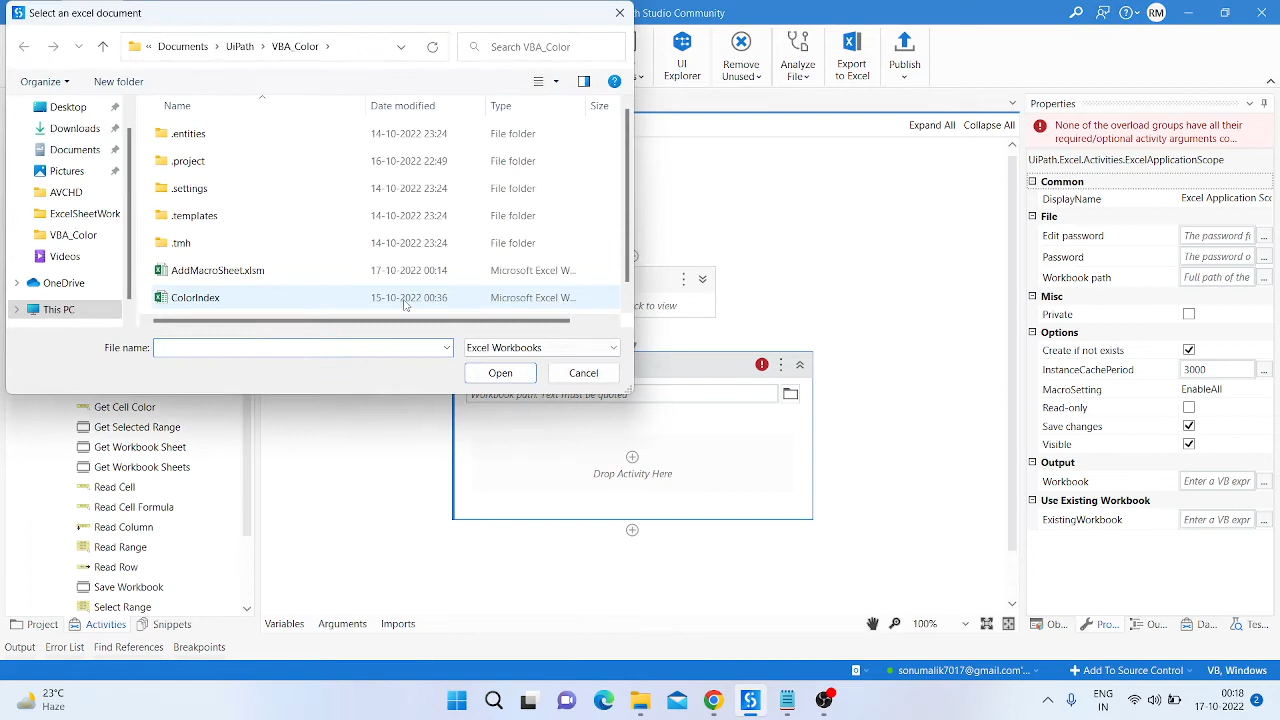 Select an excel document
h Studio Community
RM
« Documents › UiPath › VBA_Color ›
Search VBA_Color
Organize
New folder
UI Explorer
Remove Unused
Analyze File
Export to Excel
Publish
Desktop
Downloads
Documents
Pictures
AVCHD
ExcelSheetWork
VBA_Color
Videos
OneDrive
This PC
Name Date modified Type Size
.entities 14-10-2022 23:24 File folder
.project 16-10-2022 22:49 File folder
.settings 14-10-2022 23:24 File folder
.templates 14-10-2022 23:24 File folder
.tmh 14-10-2022 23:24 File folder
AddMacroSheet.xlsm 17-10-2022 00:14 Microsoft Excel W...
ColorIndex 15-10-2022 00:36 Microsoft Excel W...
File name:
Excel Workbooks
Open
Cancel
Expand All Collapse All
ck to view
Workbook path. Text must be quoted
Drop Activity Here
Get Cell Color
Get Selected Range
Get Workbook Sheet
Get Workbook Sheets
Read Cell
Read Cell Formula
Read Column
Read Range
Read Row
Save Workbook
Select Range
Properties
None of the overload groups have all their
required/optional activity arguments co...
UiPath.Excel.Activities.ExcelApplicationScope
Common
DisplayName Excel Application Sc
File
Edit password The password f ...
Password The password o ...
Workbook path Full path of the ...
Misc
Private
Options
Create if not exists
InstanceCachePeriod 3000 ...
MacroSetting EnableAll
Read-only
Save changes
Visible
Output
Workbook Enter a VB expr ...
Use Existing Workbook
ExistingWorkbook Enter a VB expr ...
Project Activities Snippets
Variables Arguments Imports
100%
Ob... Pro... Ou... Da... Tes...
Output Error List Find References Breakpoints
0
sonumalik7017@gmail.com'...
Add To Source Control
VB, Windows
23°C
Haze
ENG
IN
00:18
17-10-2022
2